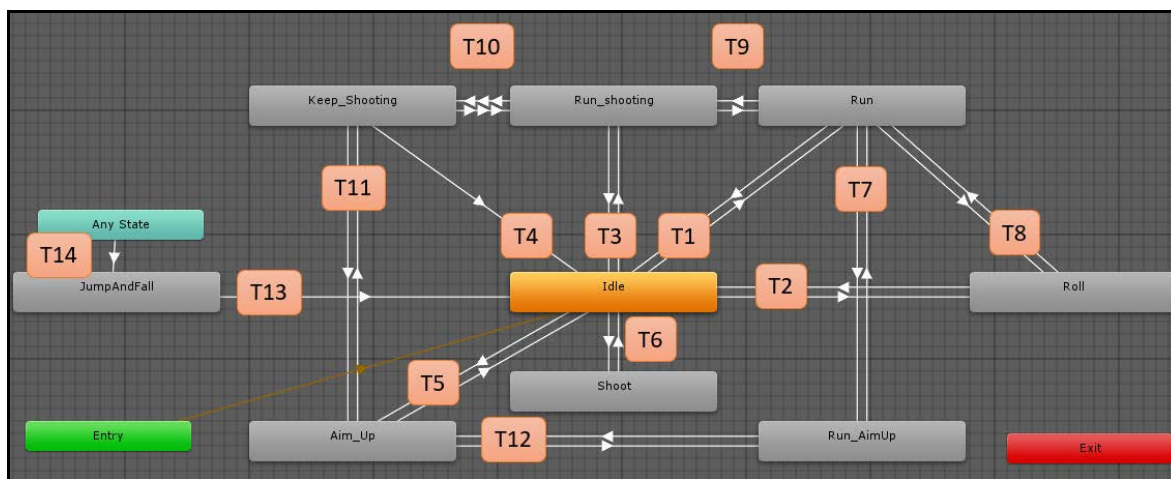 T10
T9
Keep_Shooting
Run_shooting
Run
T11
T7
Any State
T4
T3
T1
T8
T14
JumpAndFall
T13
Idle
T2
Roll
T6
T5
Shoot
Entry
Aim_Up
T12
Run_AimUp
Exit